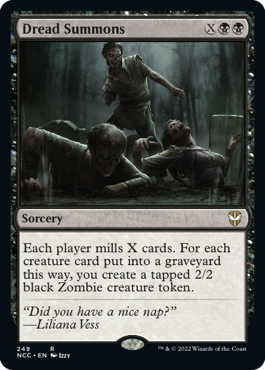 Dread Summons XBB
Sorcery
Each player mills X cards. For each
creature card put into a graveyard
this way, you create a tapped 2/2
black Zombie creature token.
“Did you have a nice nap?”
—Liliana Vess
249 R
NCC • EN Izzy
™ & © 2022 Wizards of the Coast